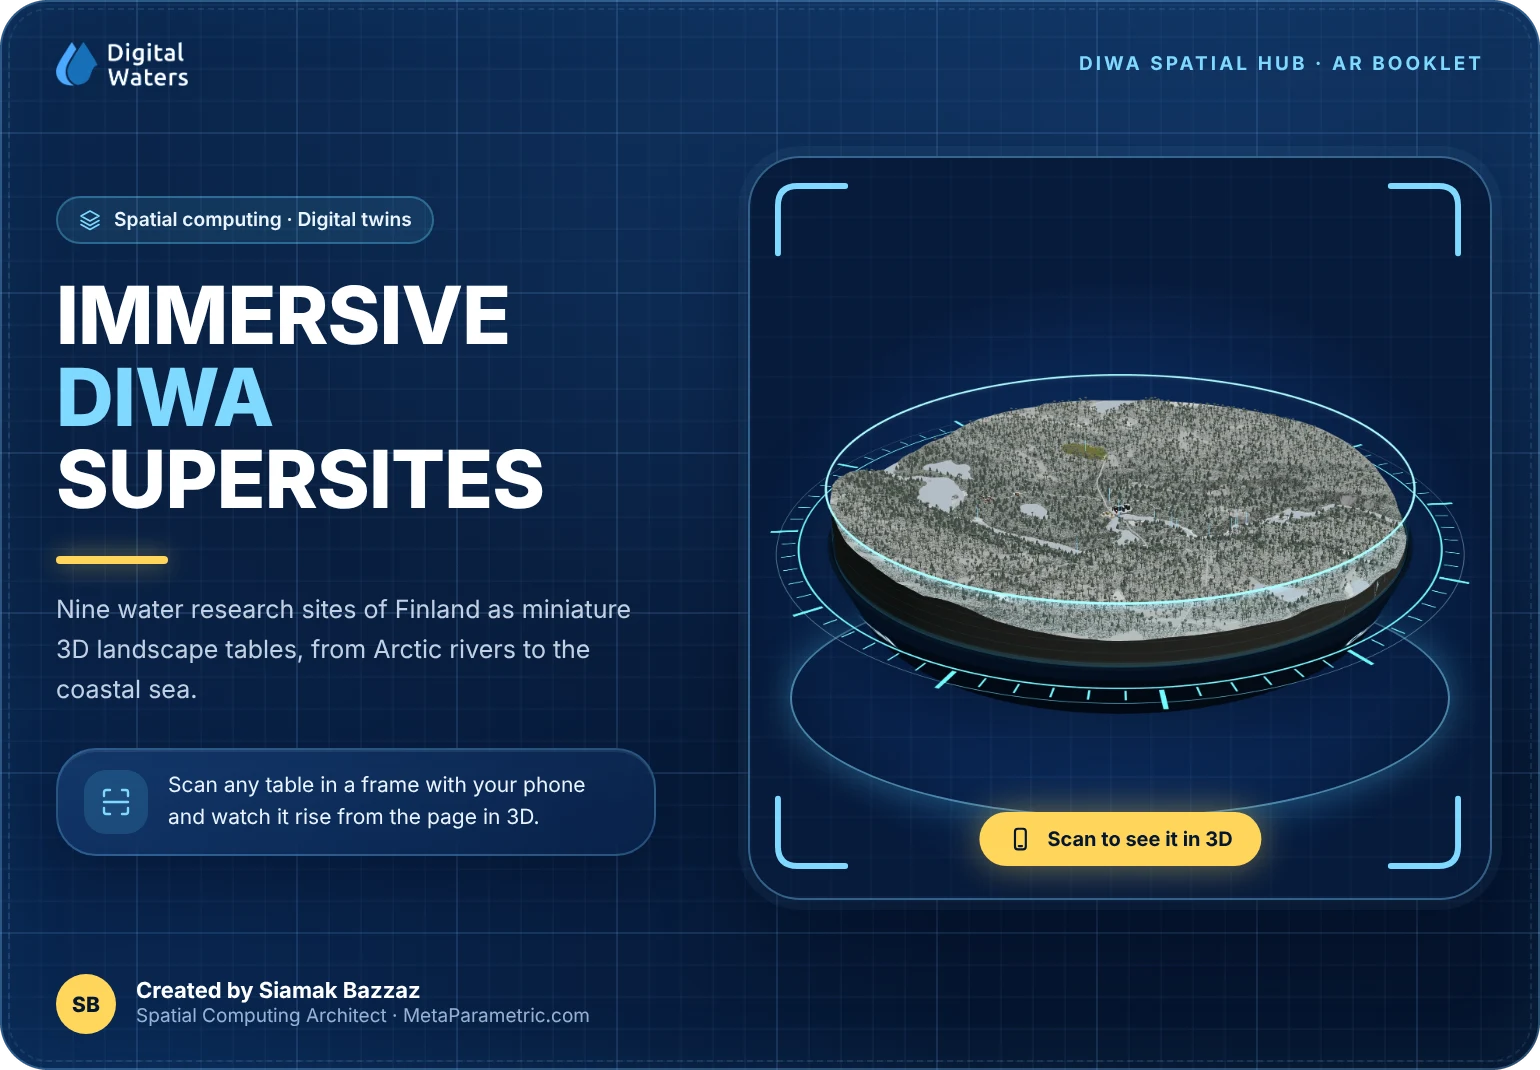 Digital
Waters
DIWA SPATIAL HUB · AR BOOKLET
Spatial computing · Digital twins
IMMERSIVE
DIWA
SUPERSITES
Nine water research sites of Finland as miniature
3D landscape tables, from Arctic rivers to the
coastal sea.
Scan any table in a frame with your phone
and watch it rise from the page in 3D.
Scan to see it in 3D
SB
Created by Siamak Bazzaz
Spatial Computing Architect · MetaParametric.com